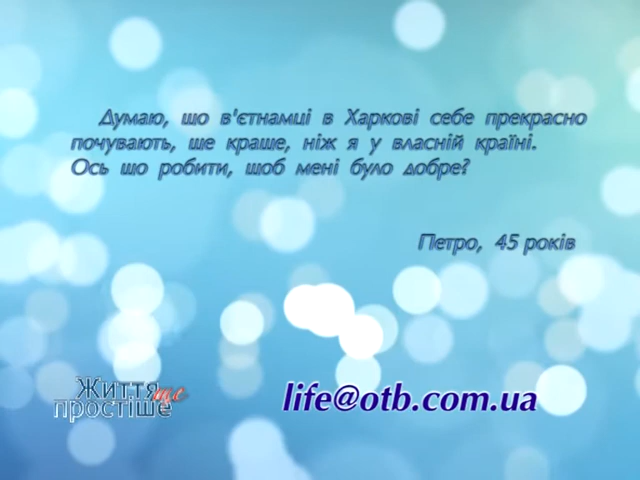 Думаю, що в'єтнамці в Харкові себе прекрасно
почувають, ще краще, ніж я у власній країні.
Ось що робити, щоб мені було добре?
Петро, 45 років
Життя ще
простіше
life@otb.com.ua